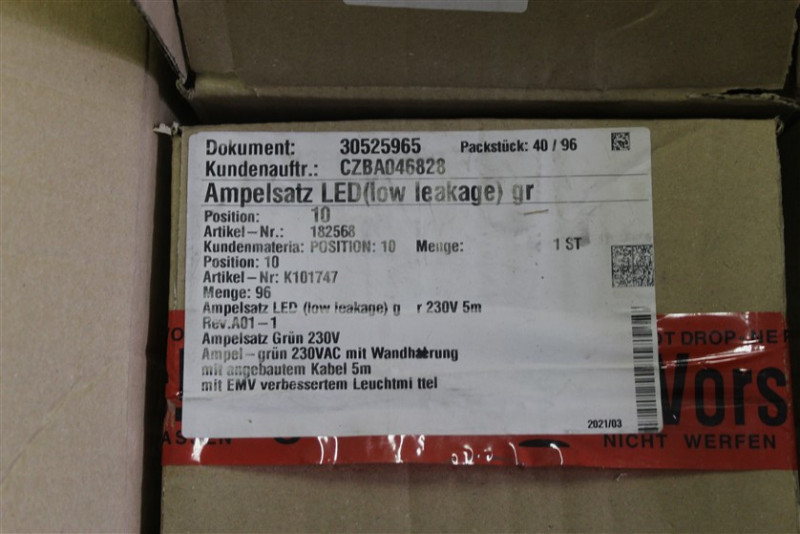 Dokument: 30525965 Packstück: 40 / 96
Kundenauftr.: CZBA046828
Ampelsatz LED(low leakage) gr
Position: 10
Artikel-Nr.: 182568
Kundenmateria: POSITION: 10 Menge: 1 ST
Position: 10
Artikel-Nr: K101747
Menge: 96
Ampelsatz LED (low leakage) g r 230V 5m
Rev.A01-1
Ampelsatz Grün 230V
Ampel-grün 230VAC mit Wandhalterung
mit angebautem Kabel 5m
mit EMV verbessertem Leuchtmittel
2021/03
OT DROP-NE P
Vors
ASSEN
NICHT WERFEN